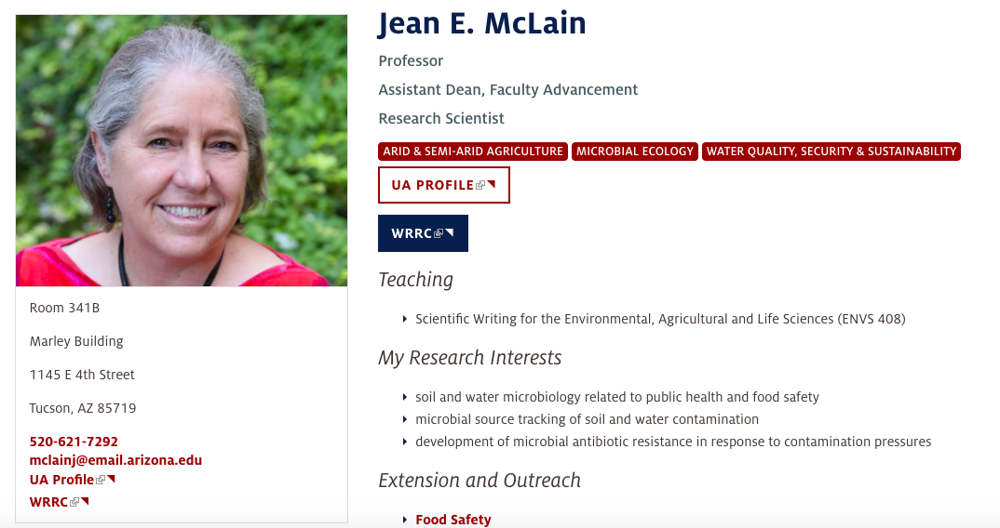 Jean E. McLain
Professor
Assistant Dean, Faculty Advancement
Research Scientist
ARID & SEMI-ARID AGRICULTURE MICROBIAL ECOLOGY WATER QUALITY, SECURITY & SUSTAINABILITY
UA PROFILE
WRRC
Teaching
Scientific Writing for the Environmental, Agricultural and Life Sciences (ENVS 408)
My Research Interests
soil and water microbiology related to public health and food safety
microbial source tracking of soil and water contamination
development of microbial antibiotic resistance in response to contamination pressures
Extension and Outreach
Food Safety
Room 341B
Marley Building
1145 E 4th Street
Tucson, AZ 85719
520-621-7292
mclainj@email.arizona.edu
UA Profile
WRRC